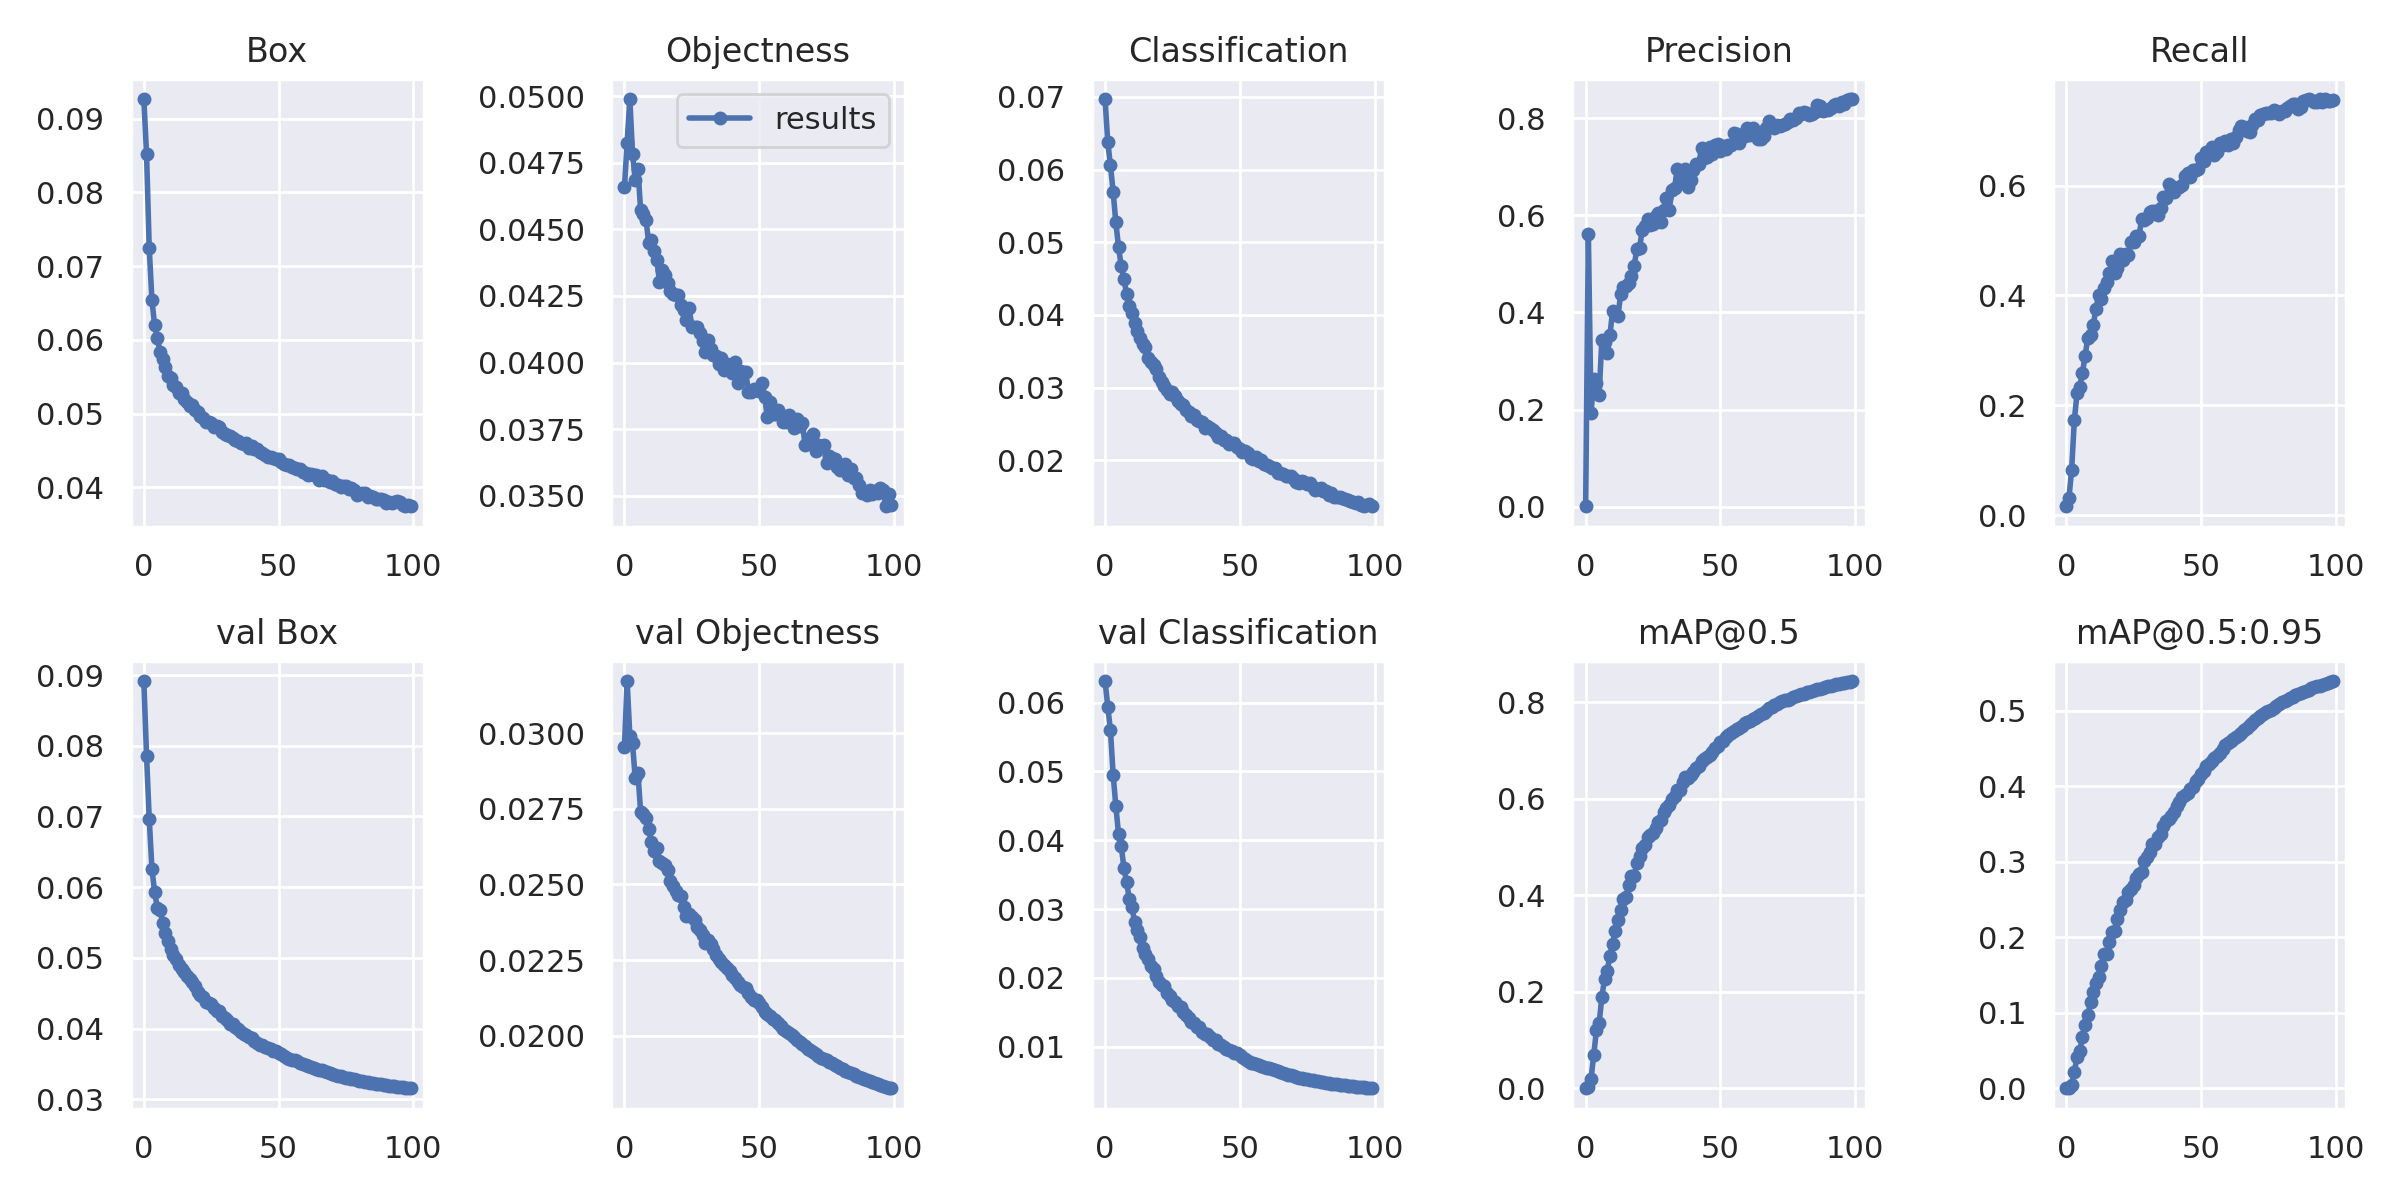 Box
0.09
0.08
0.07
0.06
0.05
0.04
0 50 100
Objectness
results
0.0500
0.0475
0.0450
0.0425
0.0400
0.0375
0.0350
0 50 100
Classification
0.07
0.06
0.05
0.04
0.03
0.02
0 50 100
Precision
0.8
0.6
0.4
0.2
0.0
0 50 100
Recall
0.6
0.4
0.2
0.0
0 50 100
val Box
0.09
0.08
0.07
0.06
0.05
0.04
0.03
0 50 100
val Objectness
0.0300
0.0275
0.0250
0.0225
0.0200
0 50 100
val Classification
0.06
0.05
0.04
0.03
0.02
0.01
0 50 100
mAP@0.5
0.8
0.6
0.4
0.2
0.0
0 50 100
mAP@0.5:0.95
0.5
0.4
0.3
0.2
0.1
0.0
0 50 100